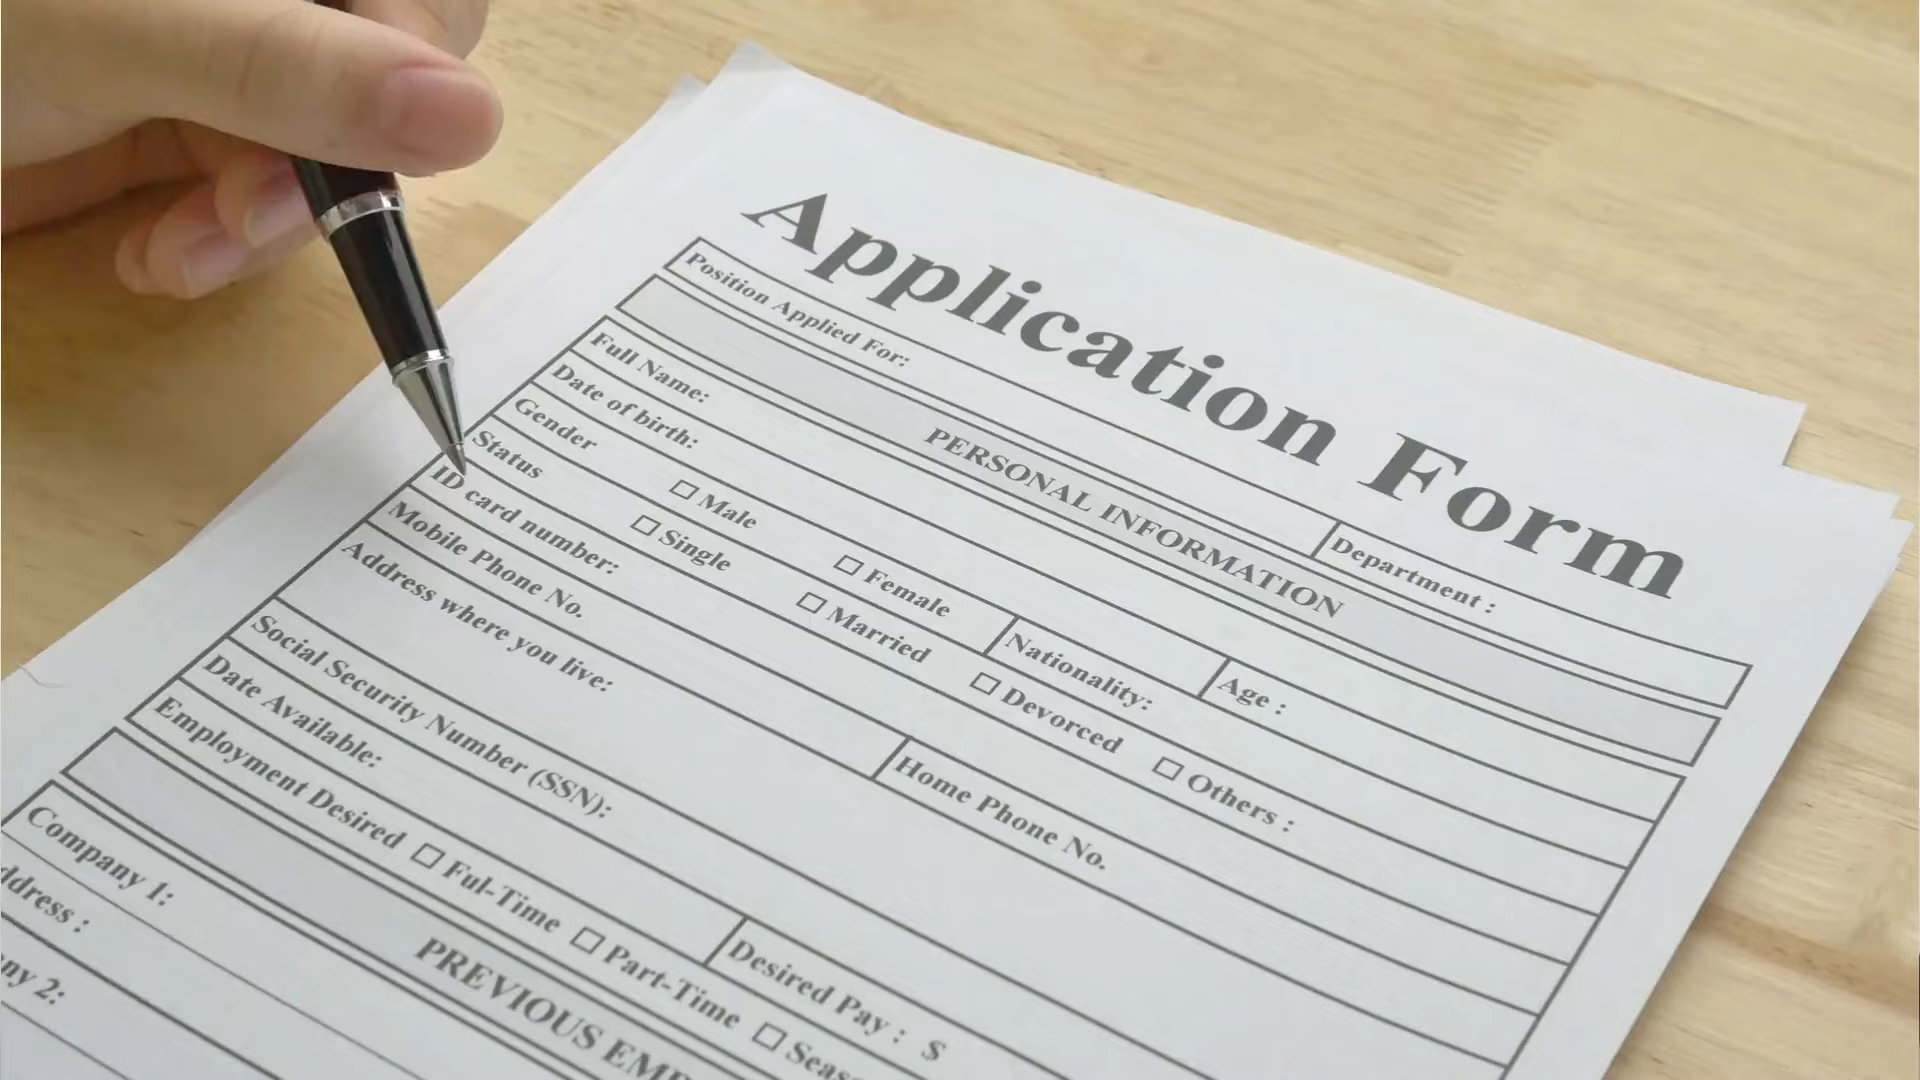 Application Form
Position Applied For: Department :
PERSONAL INFORMATION
Full Name:
Date of birth: Age :
Gender ☐ Male ☐ Female Nationality:
Status ☐ Single ☐ Married ☐ Devorced ☐ Others :
ID card number:
Mobile Phone No. Home Phone No.
Address where you live:
Social Security Number (SSN):
Date Available: Desired Pay : $
Employment Desired ☐ Ful-Time ☐ Part-Time
PREVIOUS
Company 1:
2: